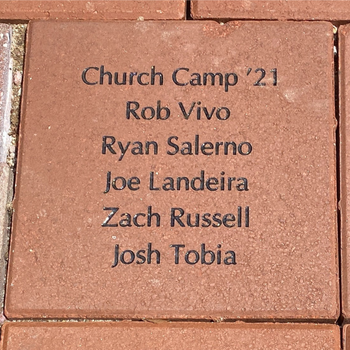 Church Camp '21
Rob Vivo
Ryan Salerno
Joe Landeira
Zach Russell
Josh Tobia